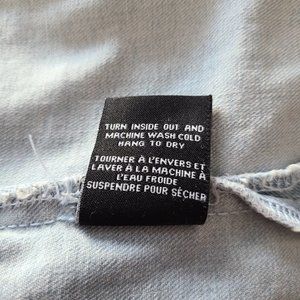 TURN INSIDE OUT AND
MACHINE WASH COLD
HANG TO DRY
TOURNER À L'ENVERS ET
LAVER À LA MACHINE À
L'EAU FROIDE
SUSPENDRE POUR SÉCHER